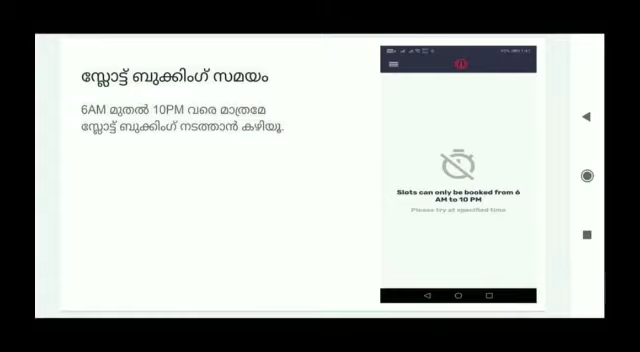 സ്ലോട്ട് ബുക്കിംഗ് സമയം
6AM മുതൽ 10PM വരെ മാത്രമേ
സ്ലോട്ട് ബുക്കിംഗ് നടത്താൻ കഴിയൂ.
Slots can only be booked from 6
AM to 10 PM
Please try at specified time